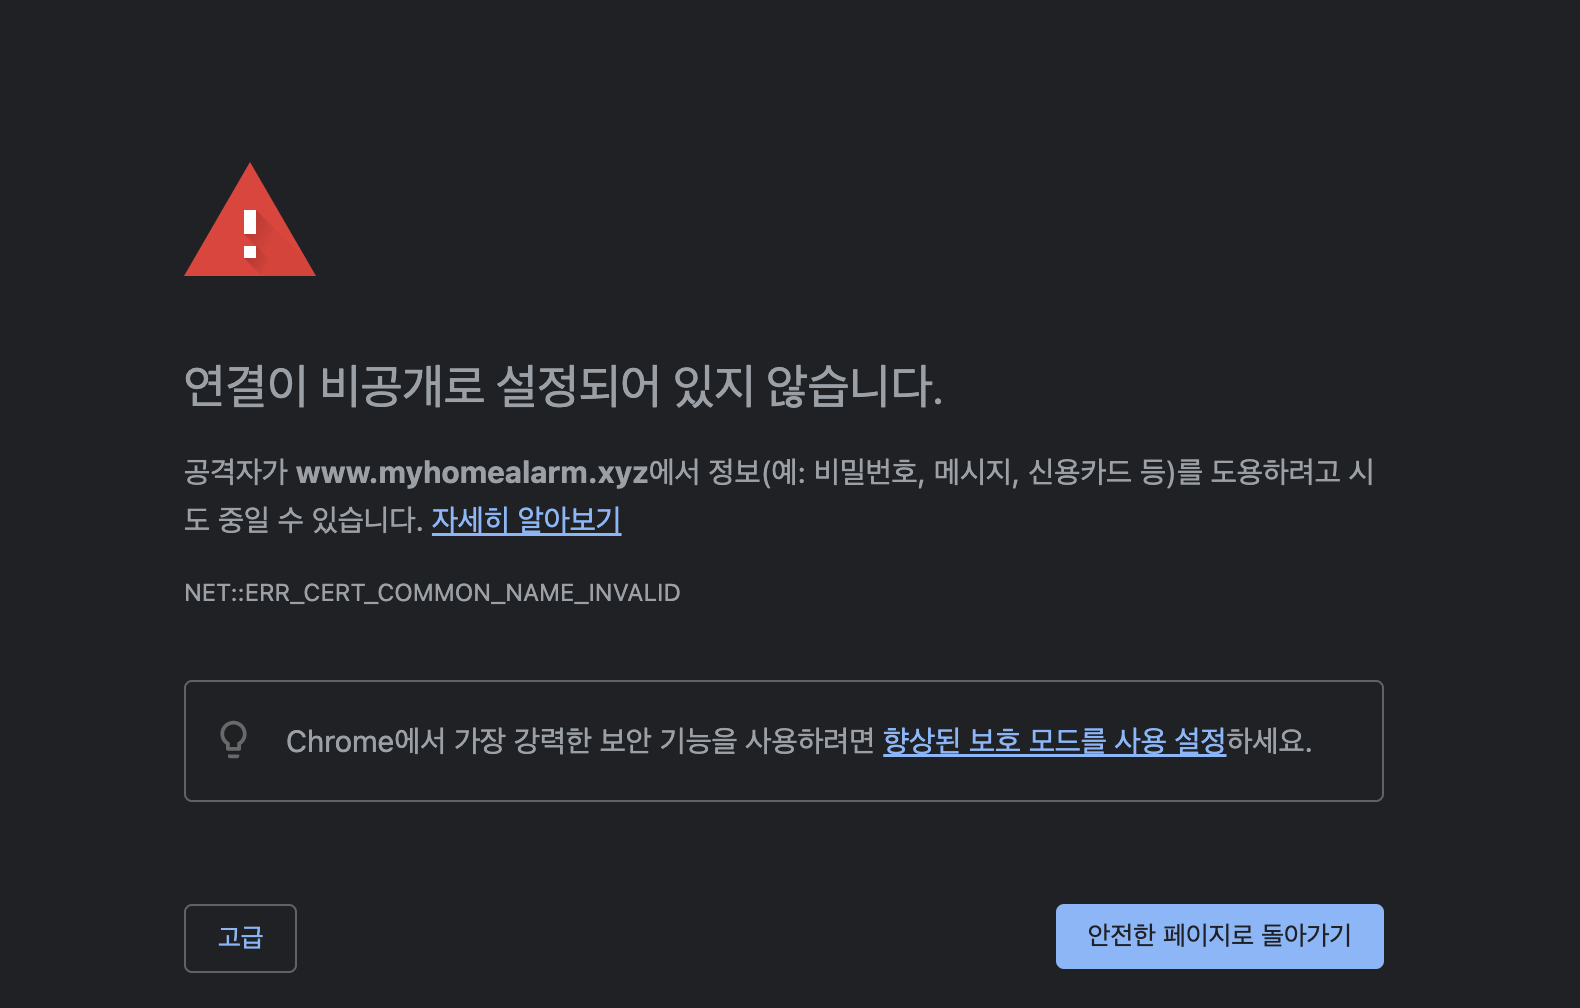 연결이 비공개로 설정되어 있지 않습니다.
공격자가 www.myhomealarm.xyz에서 정보(예: 비밀번호, 메시지, 신용카드 등)를 도용하려고 시
도 중일 수 있습니다. 자세히 알아보기
NET::ERR_CERT_COMMON_NAME_INVALID
Chrome에서 가장 강력한 보안 기능을 사용하려면 향상된 보호 모드를 사용 설정하세요.
고급
안전한 페이지로 돌아가기